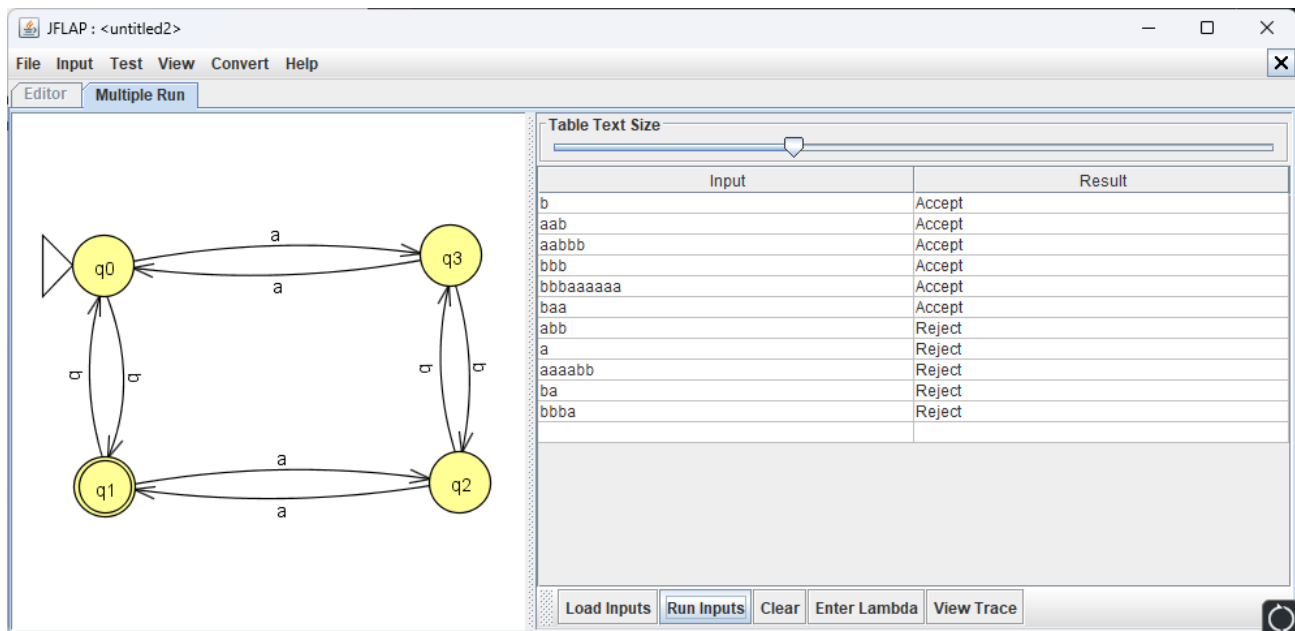 JFLAP : <untitled2>
File Input Test View Convert Help
Editor Multiple Run
Table Text Size
Input Result
b Accept
aab Accept
aabbb Accept
bbb Accept
bbbaaaaaa Accept
baa Accept
abb Reject
a Reject
aaaabb Reject
ba Reject
bbba Reject
a
q0 q3
a
b b b b
a
q1 q2
a
Load Inputs Run Inputs Clear Enter Lambda View Trace